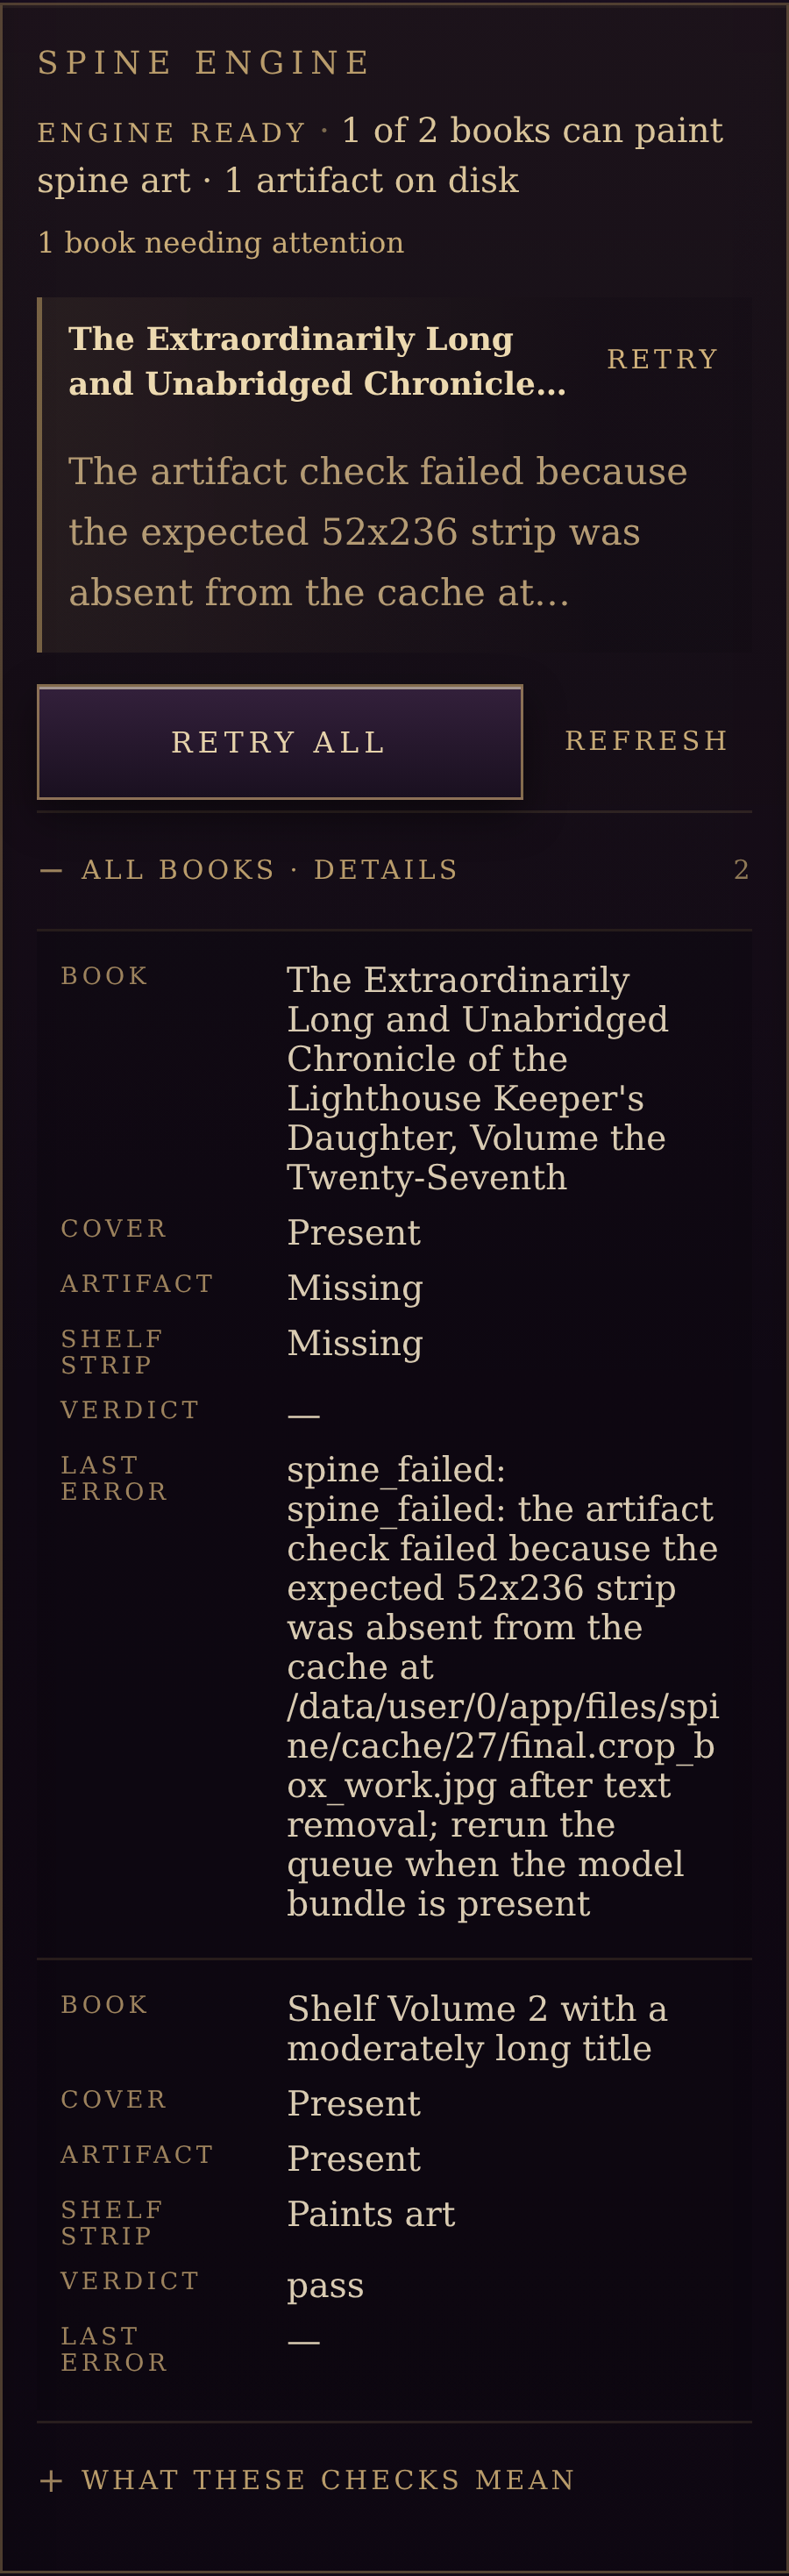 SPINE ENGINE
ENGINE READY · 1 of 2 books can paint
spine art · 1 artifact on disk
1 book needing attention
The Extraordinarily Long
and Unabridged Chronicle...
RETRY
The artifact check failed because
the expected 52x236 strip was
absent from the cache at...
RETRY ALL
REFRESH
— ALL BOOKS · DETAILS 2
BOOK
The Extraordinarily
Long and Unabridged
Chronicle of the
Lighthouse Keeper's
Daughter, Volume the
Twenty-Seventh
COVER
Present
ARTIFACT
Missing
SHELF
STRIP
Missing
VERDICT
—
LAST
ERROR
spine_failed:
spine_failed: the artifact
check failed because the
expected 52x236 strip
was absent from the
cache at
/data/user/0/app/files/spi
ne/cache/27/final.crop_b
ox_work.jpg after text
removal; rerun the
queue when the model
bundle is present
BOOK
Shelf Volume 2 with a
moderately long title
COVER
Present
ARTIFACT
Present
SHELF
STRIP
Paints art
VERDICT
pass
LAST
ERROR
—
+ WHAT THESE CHECKS MEAN